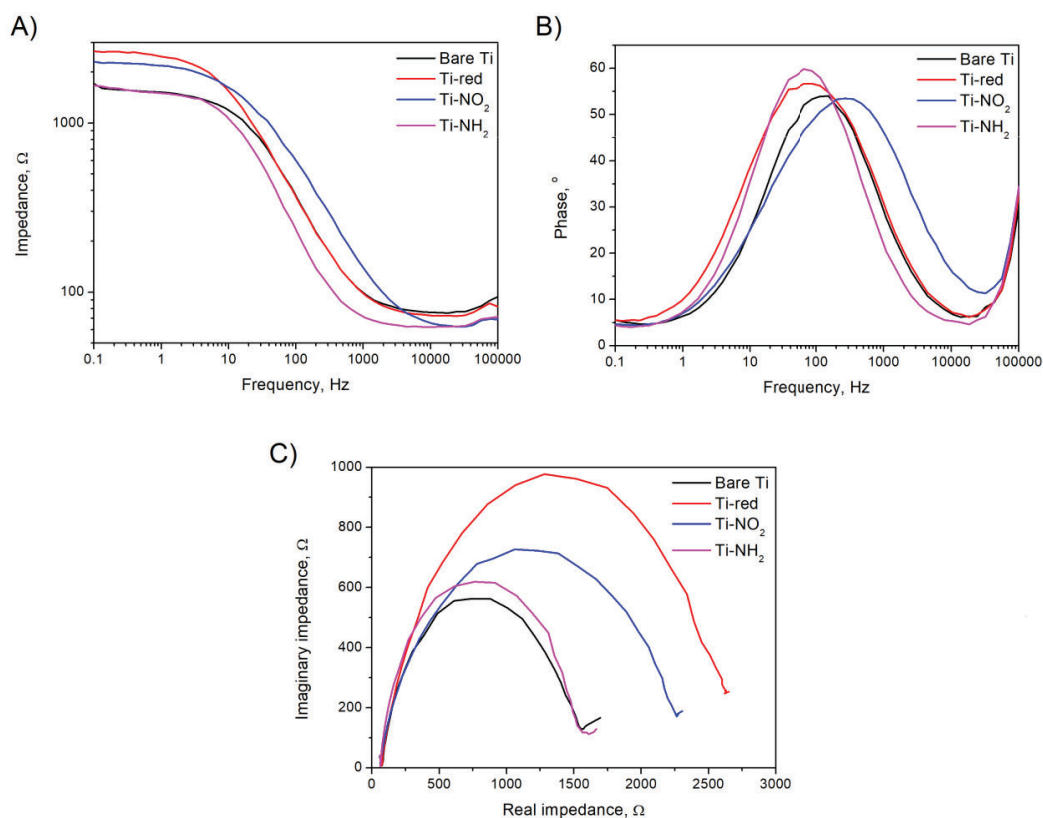 A)
Impedance, Ω
1000
100
0.1 1 10 100 1000 10000 100000
Frequency, Hz
Bare Ti
Ti-red
Ti-NO₂
Ti-NH₂
B)
Phase, °
60
50
40
30
20
10
0
0.1 1 10 100 1000 10000 100000
Frequency, Hz
Bare Ti
Ti-red
Ti-NO₂
Ti-NH₂
C)
Imaginary impedance, Ω
1000
800
600
400
200
0
0 500 1000 1500 2000 2500 3000
Real impedance, Ω
Bare Ti
Ti-red
Ti-NO₂
Ti-NH₂